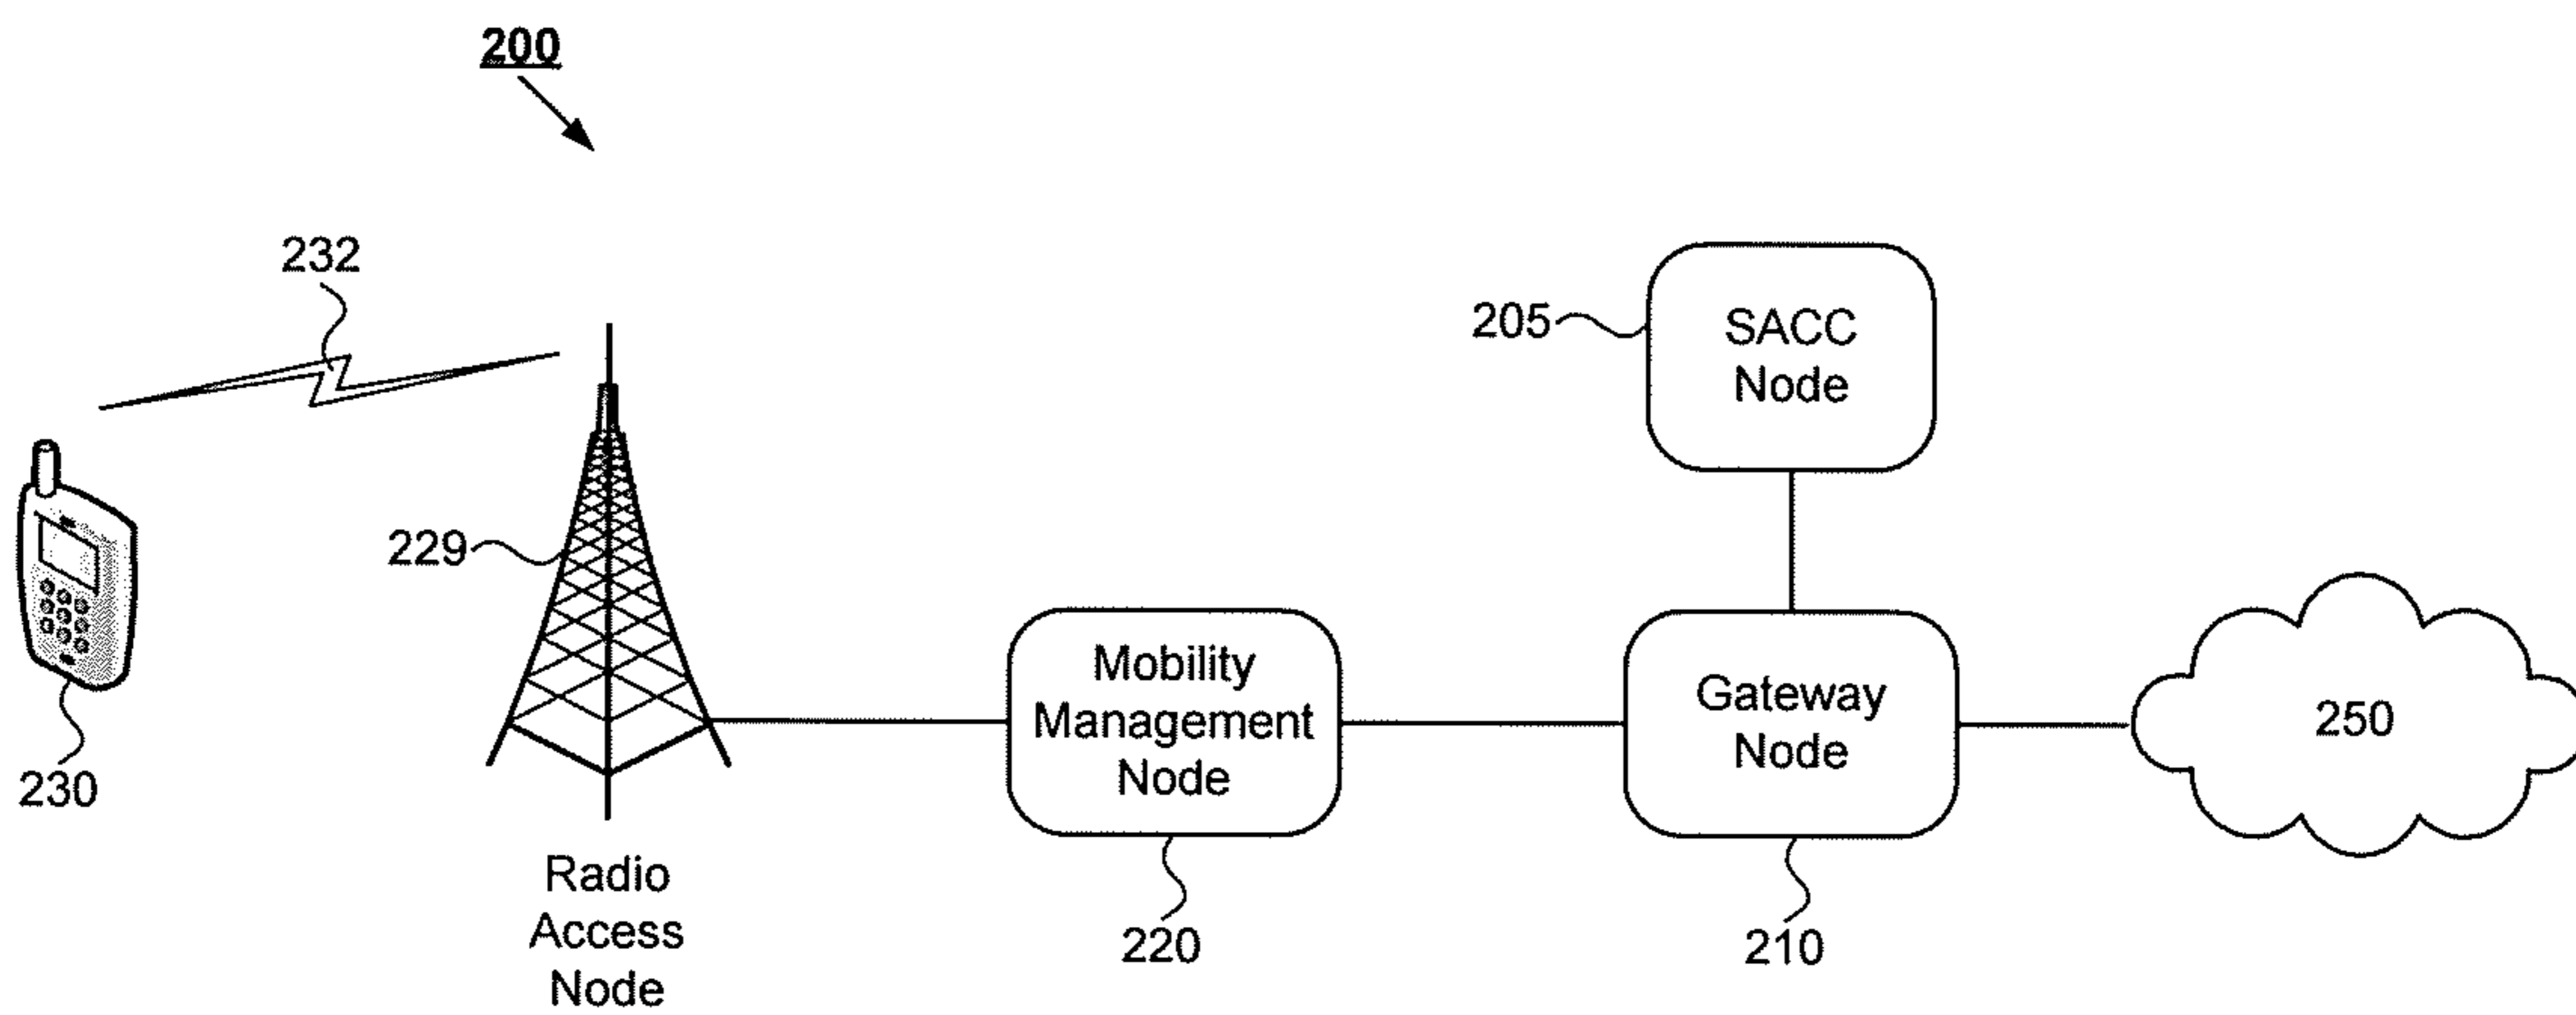 200
232
205
SACC
Node
229
Mobility
Management
Node
Gateway
Node
250
230
Radio
Access
Node
220
210